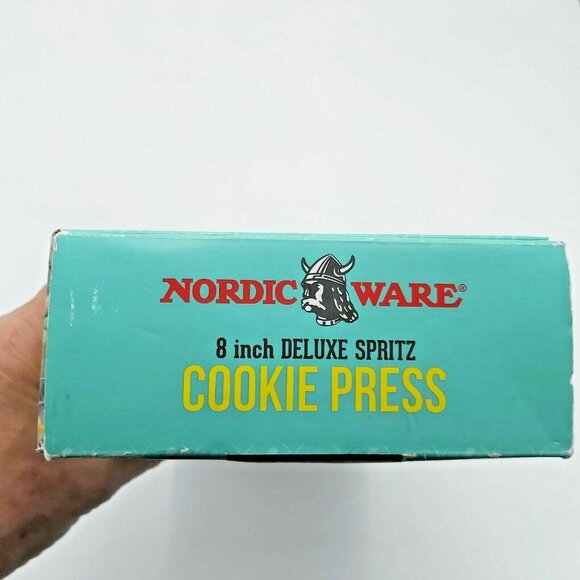 NORDIC WARE®
8 inch DELUXE SPRITZ
COOKIE PRESS